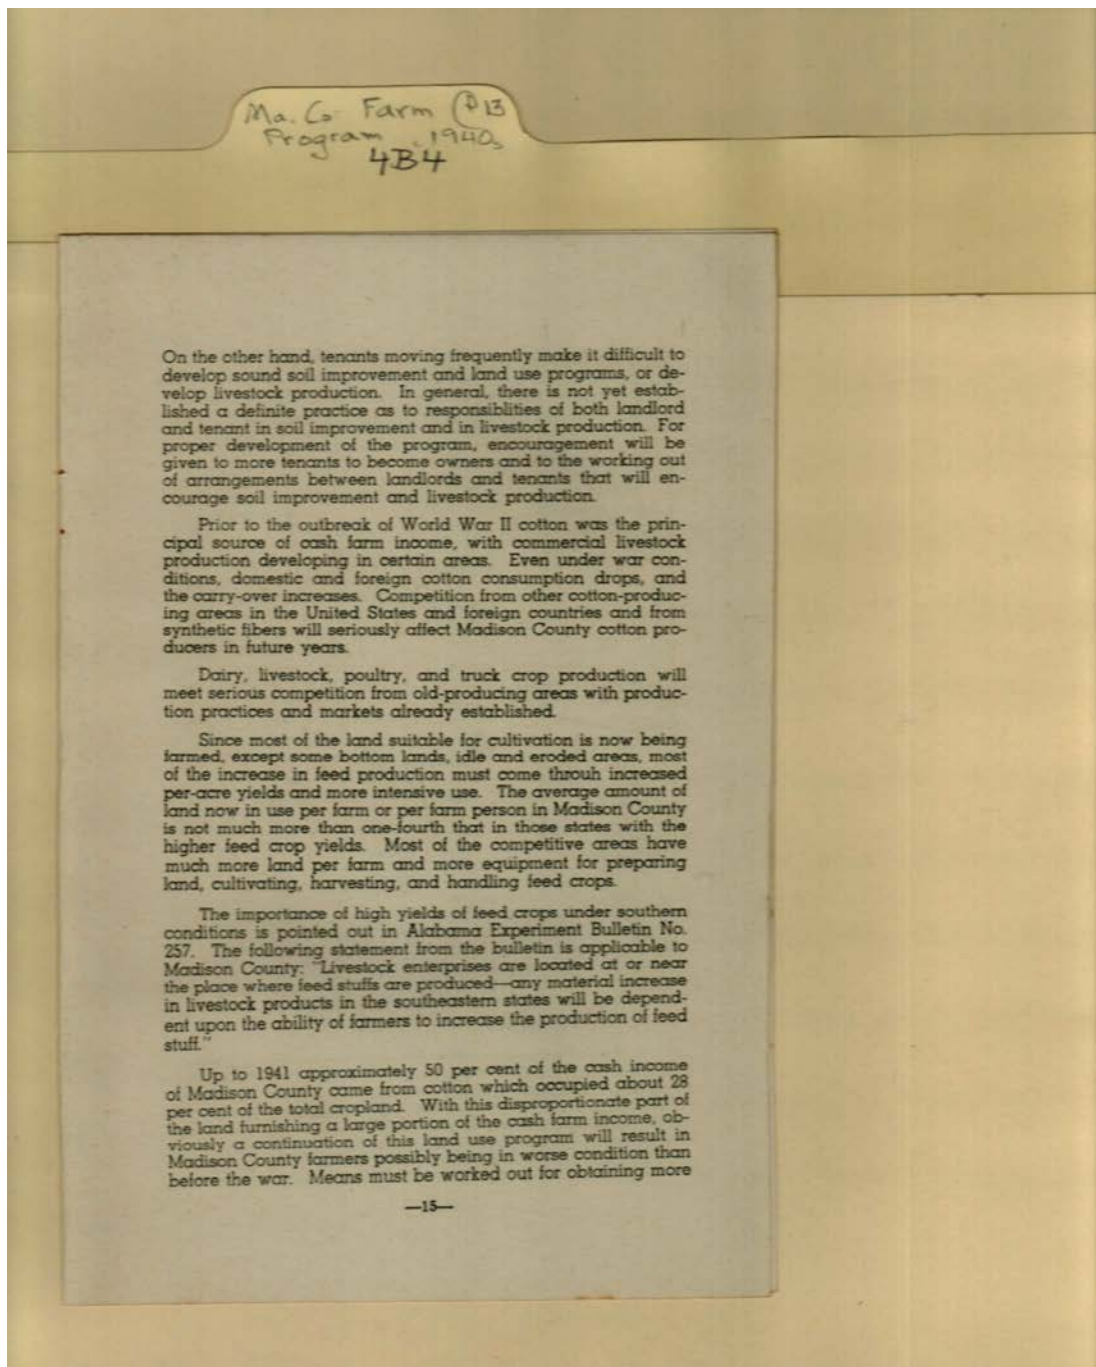 Ma. Co. Farm P 13
Program 1940s
4B4
On the other hand, tenants moving frequently make it difficult to
develop sound soil improvement and land use programs, or de-
velop livestock production. In general, there is not yet estab-
lished a definite practice as to responsiblities of both landlord
and tenant in soil improvement and in livestock production. For
proper development of the program, encouragement will be
given to more tenants to become owners and to the working out
of arrangements between landlords and tenants that will en-
courage soil improvement and livestock production.
Prior to the outbreak of World War II cotton was the prin-
cipal source of cash farm income, with commercial livestock
production developing in certain areas. Even under war con-
ditions, domestic and foreign cotton consumption drops, and
the carry-over increases. Competition from other cotton-produc-
ing areas in the United States and foreign countries and from
synthetic fibers will seriously affect Madison County cotton pro-
ducers in future years.
Dairy, livestock, poultry, and truck crop production will
meet serious competition from old-producing areas with produc-
tion practices and markets already established.
Since most of the land suitable for cultivation is now being
farmed, except some bottom lands, idle and eroded areas, most
of the increase in feed production must come throuh increased
per-acre yields and more intensive use. The average amount of
land now in use per farm or per farm person in Madison County
is not much more than one-fourth that in those states with the
higher feed crop yields. Most of the competitive areas have
much more land per farm and more equipment for preparing
land, cultivating, harvesting, and handling feed crops.
The importance of high yields of feed crops under southern
conditions is pointed out in Alabama Experiment Bulletin No.
257. The following statement from the bulletin is applicable to
Madison County: "Livestock enterprises are located at or near
the place where feed stuffs are produced—any material increase
in livestock products in the southeastern states will be depend-
ent upon the ability of farmers to increase the production of feed
stuff."
Up to 1941 approximately 50 per cent of the cash income
of Madison County came from cotton which occupied about 28
per cent of the total cropland. With this disproportionate part of
the land furnishing a large portion of the cash farm income, ob-
viously a continuation of this land use program will result in
Madison County farmers possibly being in worse condition than
before the war. Means must be worked out for obtaining more
—15—